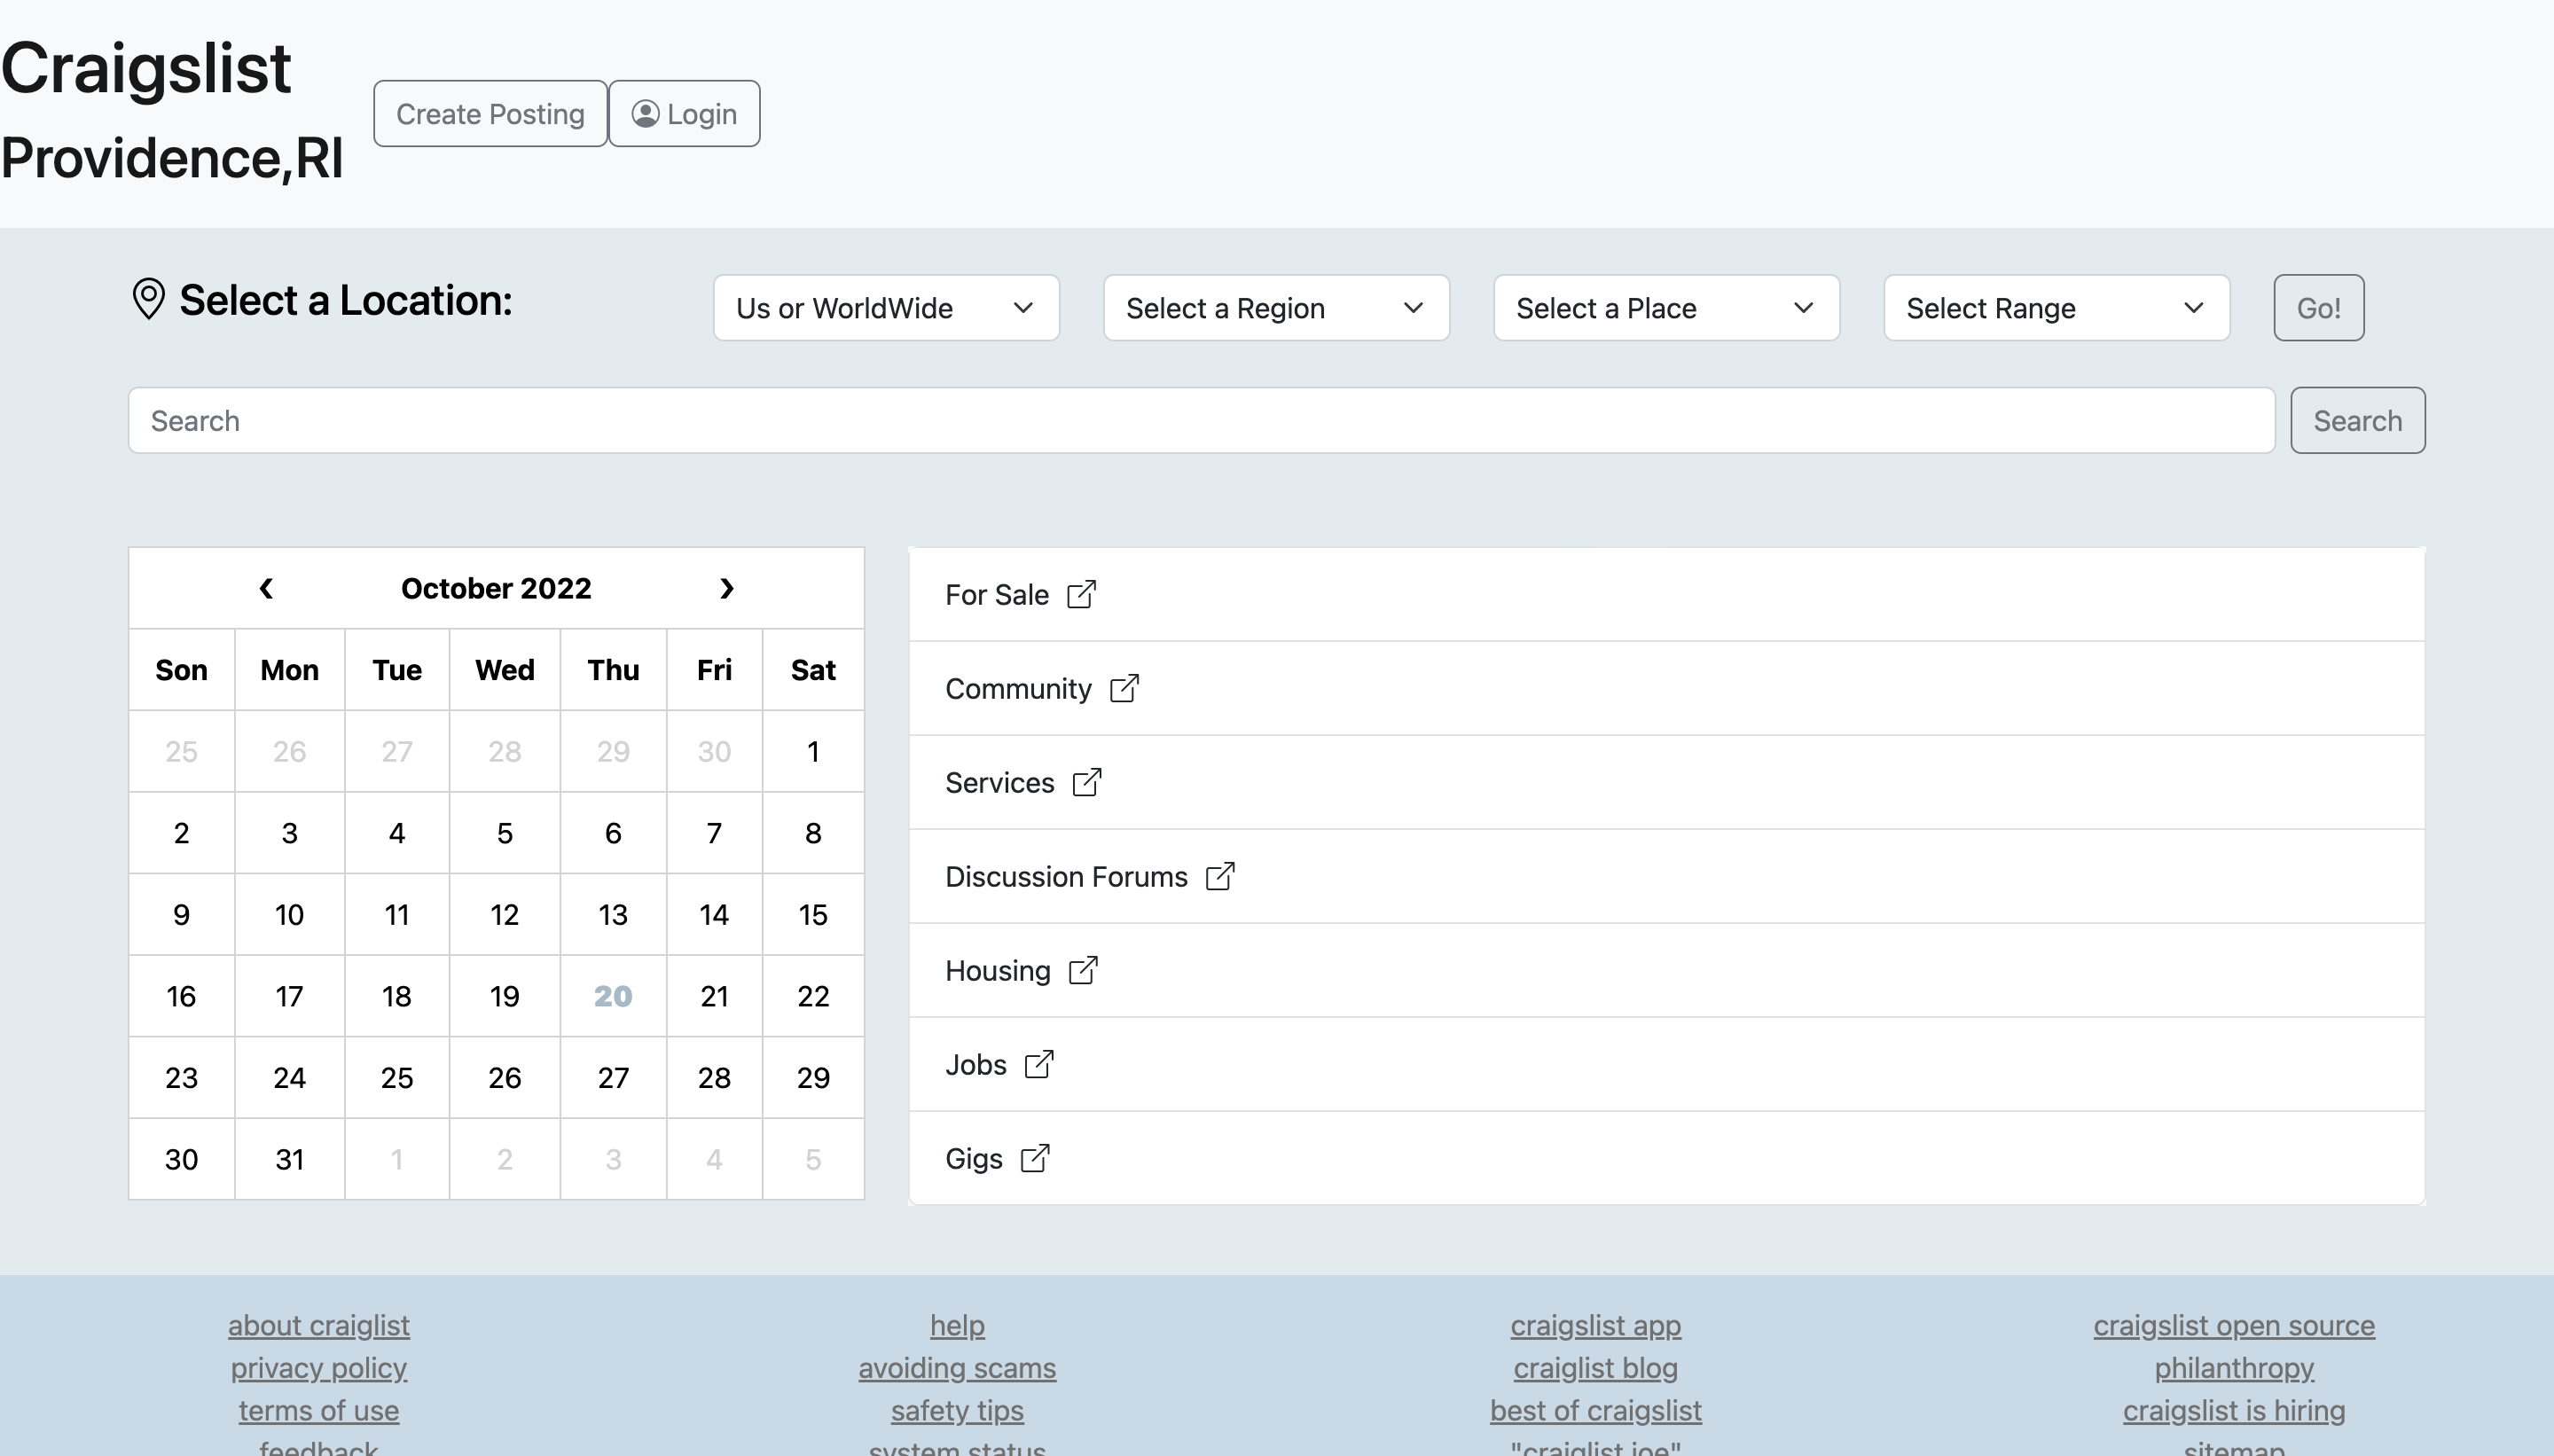 Craigslist
Providence,RI
Create Posting
Login
Select a Location:
Us or WorldWide
Select a Region
Select a Place
Select Range
Go!
Search
Search
❮ October 2022 ❯
Son Mon Tue Wed Thu Fri Sat
25 26 27 28 29 30 1
2 3 4 5 6 7 8
9 10 11 12 13 14 15
16 17 18 19 20 21 22
23 24 25 26 27 28 29
30 31 1 2 3 4 5
For Sale
Community
Services
Discussion Forums
Housing
Jobs
Gigs
about craiglist
privacy policy
terms of use
feedback
help
avoiding scams
safety tips
system status
craigslist app
craiglist blog
best of craigslist
"craiglist joe"
craigslist open source
philanthropy
craigslist is hiring
sitemap